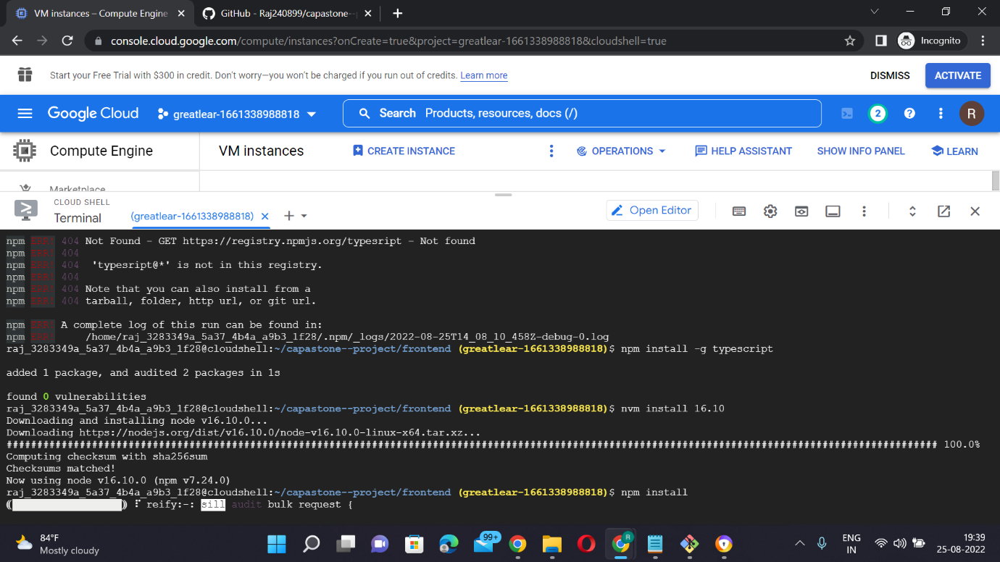 VM instances – Compute Engine
GitHub - Raj240899/capastone--p
console.cloud.google.com/compute/instances?onCreate=true&project=greatlear-1661338988818&cloudshell=true
Incognito
Start your Free Trial with $300 in credit. Don't worry—you won't be charged if you run out of credits. Learn more
DISMISS
ACTIVATE
Google Cloud
greatlear-1661338988818
Search Products, resources, docs (/)
2
R
Compute Engine
VM instances
CREATE INSTANCE
OPERATIONS
HELP ASSISTANT
SHOW INFO PANEL
LEARN
Marketplace
CLOUD SHELL
Terminal
(greatlear-1661338988818)
Open Editor
npm ERR! 404 Not Found - GET https://registry.npmjs.org/typesript - Not found
npm ERR! 404
npm ERR! 404  'typesript@*' is not in this registry.
npm ERR! 404
npm ERR! 404 Note that you can also install from a
npm ERR! 404 tarball, folder, http url, or git url.
npm ERR! A complete log of this run can be found in:
npm ERR!     /home/raj_3283349a_5a37_4b4a_a9b3_1f28/.npm/_logs/2022-08-25T14_08_10_458Z-debug-0.log
raj_3283349a_5a37_4b4a_a9b3_1f28@cloudshell:~/capastone--project/frontend (greatlear-1661338988818)$ npm install -g typescript
added 1 package, and audited 2 packages in 1s
found 0 vulnerabilities
raj_3283349a_5a37_4b4a_a9b3_1f28@cloudshell:~/capastone--project/frontend (greatlear-1661338988818)$ nvm install 16.10
Downloading and installing node v16.10.0...
Downloading https://nodejs.org/dist/v16.10.0/node-v16.10.0-linux-x64.tar.xz...
######################################################################################################################################################### 100.0%
Computing checksum with sha256sum
Checksums matched!
Now using node v16.10.0 (npm v7.24.0)
raj_3283349a_5a37_4b4a_a9b3_1f28@cloudshell:~/capastone--project/frontend (greatlear-1661338988818)$ npm install
reify:-: sill audit bulk request {
84°F
Mostly cloudy
99+
R
ENG
IN
19:39
25-08-2022